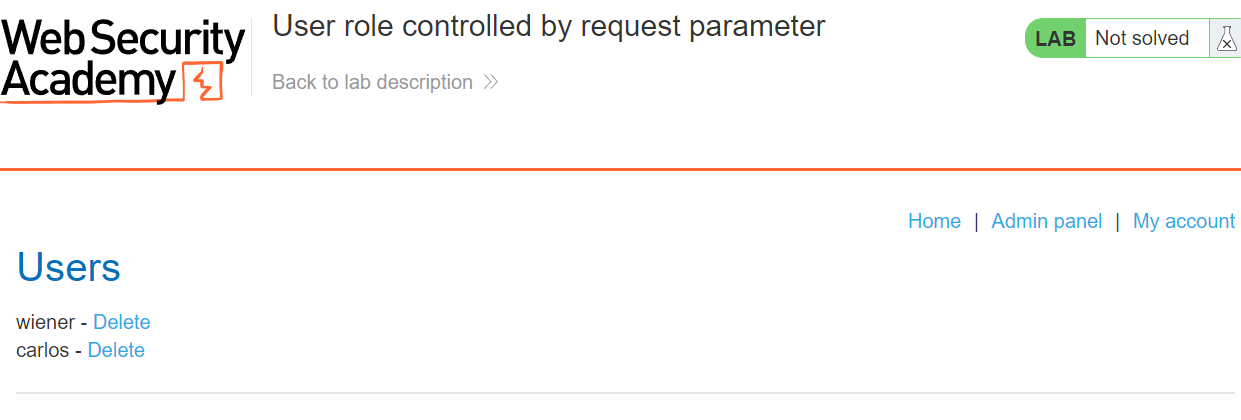 Web Security
Academy
User role controlled by request parameter
Back to lab description
LAB Not solved
Home | Admin panel | My account
Users
wiener - Delete
carlos - Delete